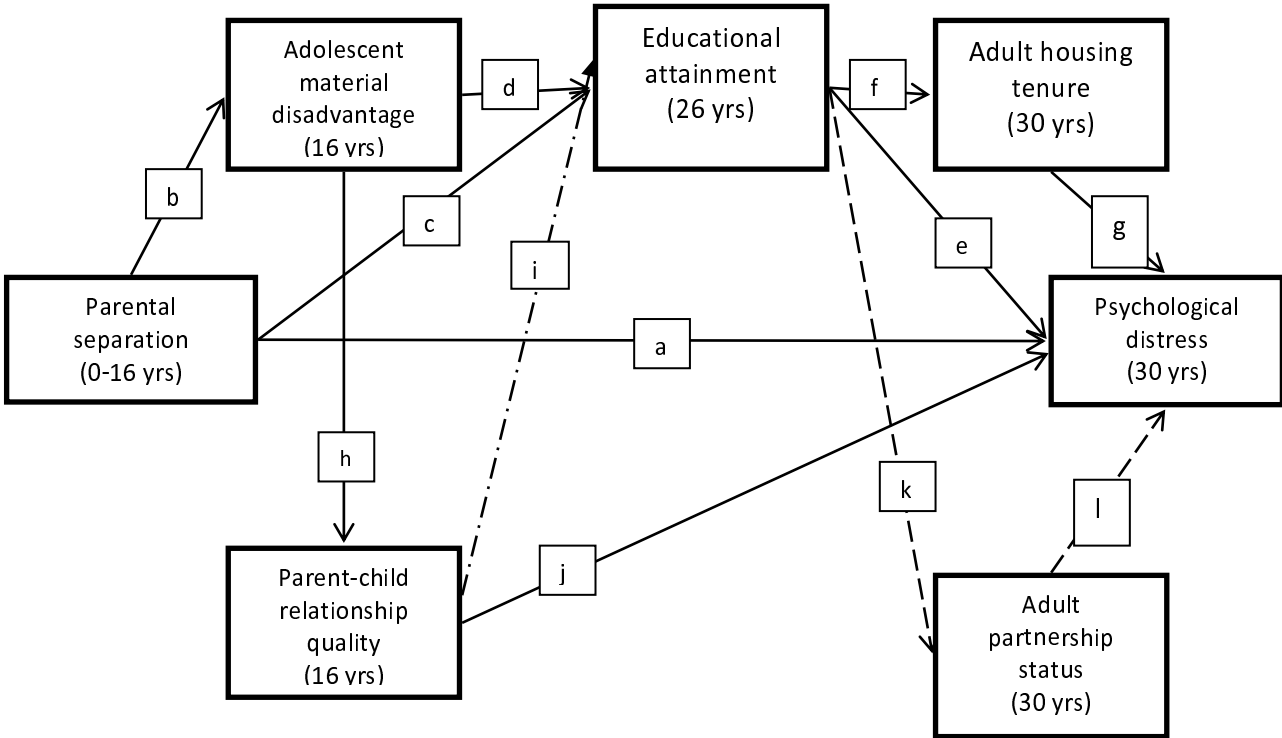 Adolescent
material
disadvantage
(16 yrs)
Educational
attainment
(26 yrs)
Adult housing
tenure
(30 yrs)
d
f
b
c
i
e
g
Parental
separation
(0-16 yrs)
a
Psychological
distress
(30 yrs)
h
k
l
j
Parent-child
relationship
quality
(16 yrs)
Adult
partnership
status
(30 yrs)